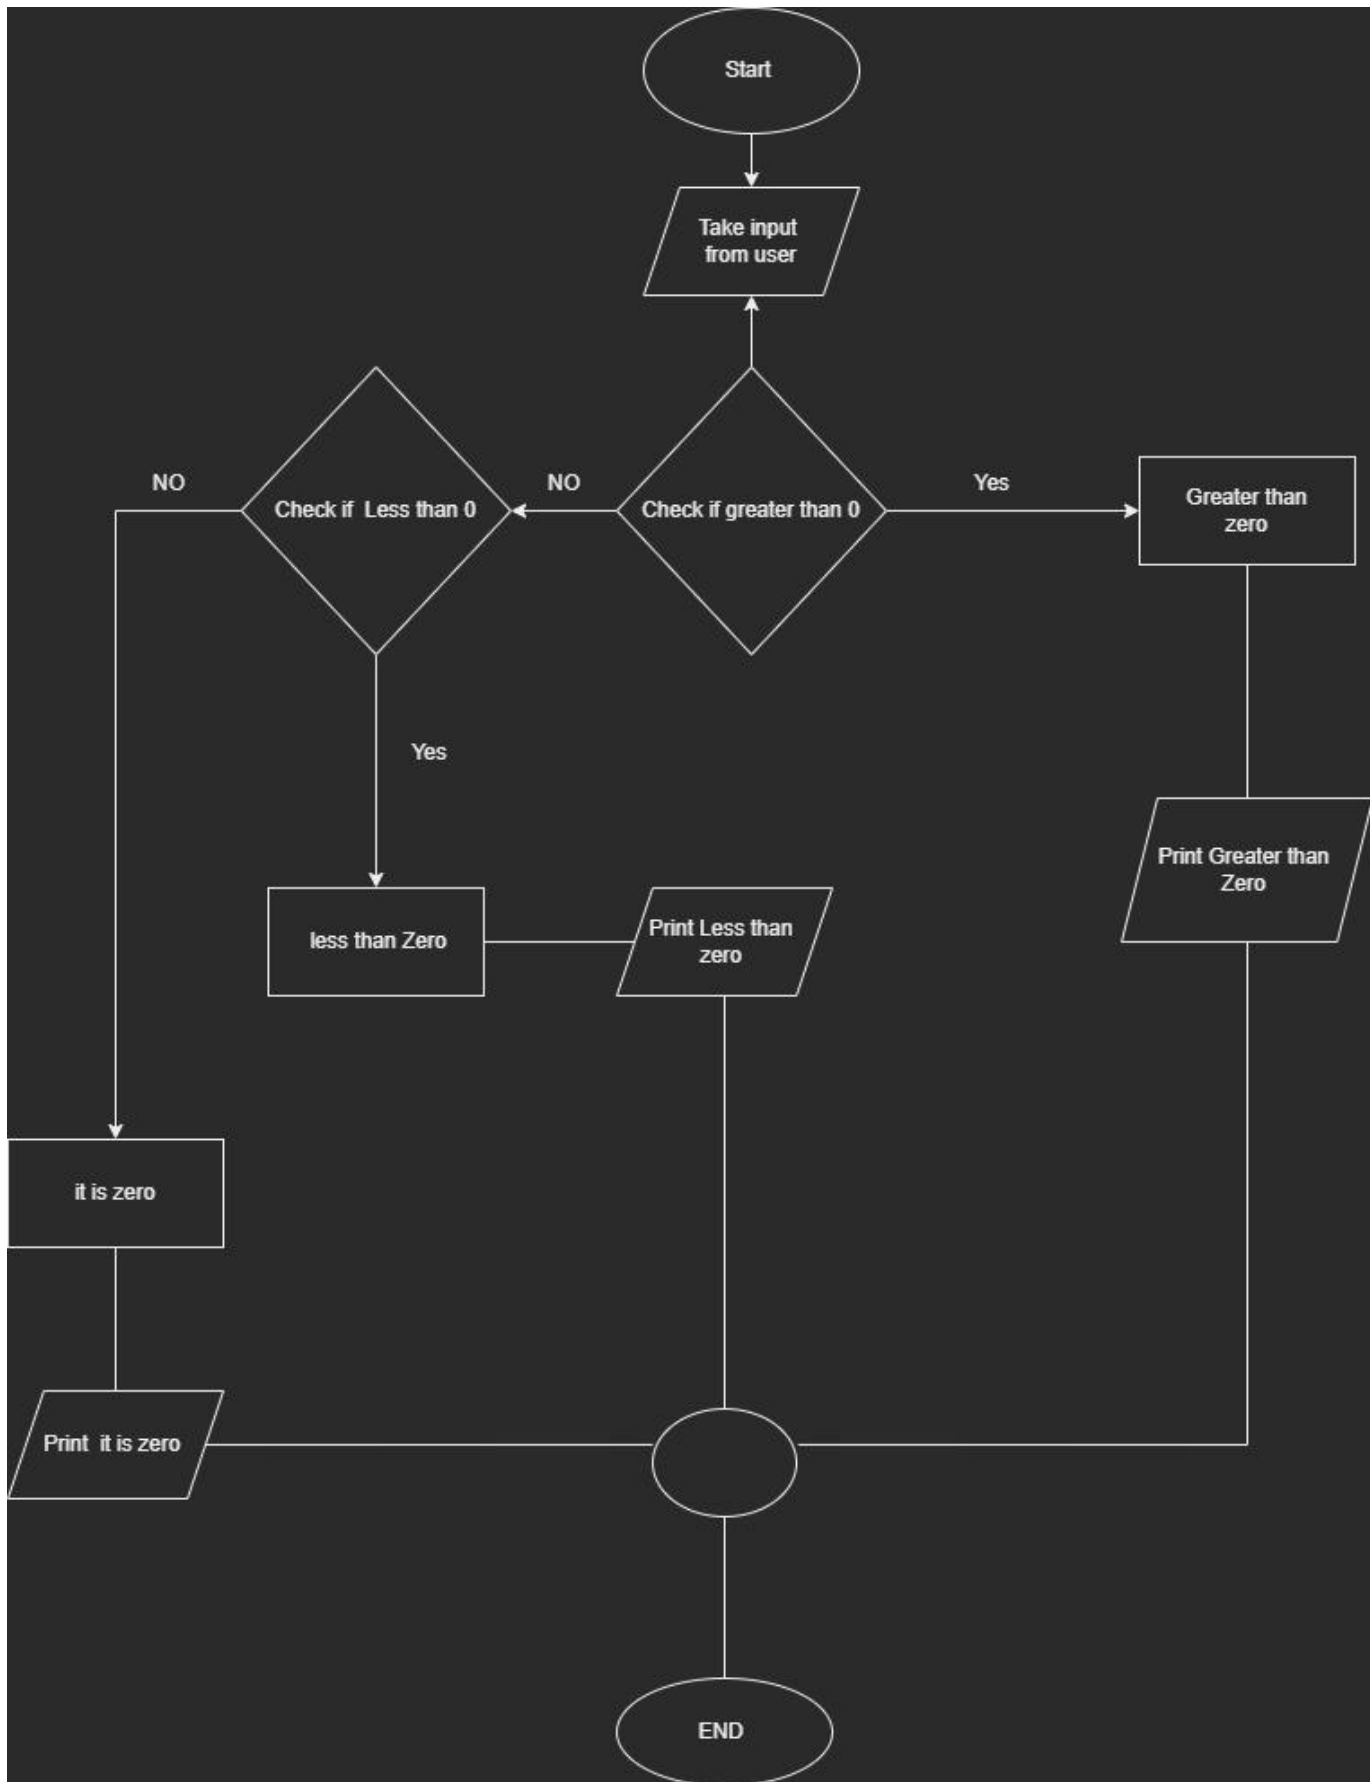 Start
Take input
from user
NO
Check if  Less than 0
NO
Check if greater than 0
Yes
Greater than
zero
Yes
less than Zero
Print Less than
zero
Print Greater than
Zero
it is zero
Print  it is zero
END